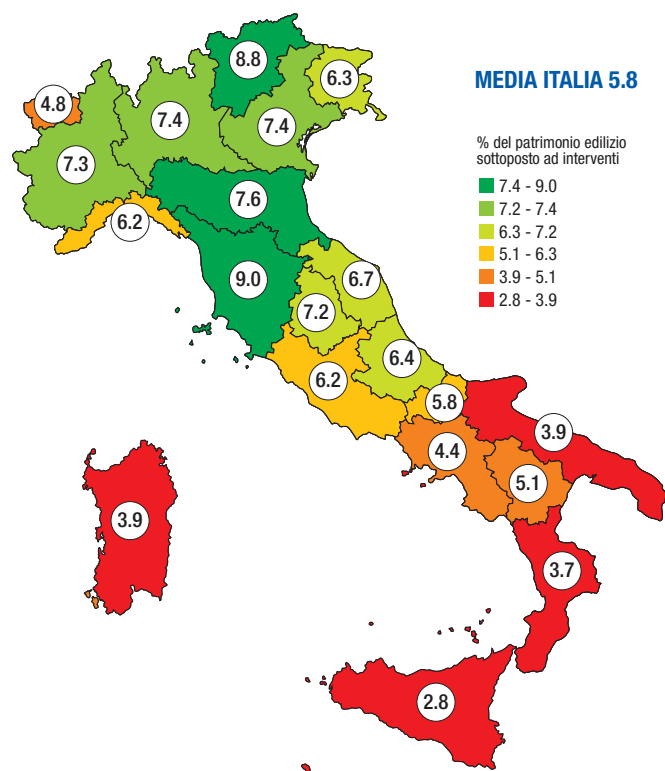 8.8
6.3
MEDIA ITALIA 5.8
4.8
7.4
7.4
7.3
% del patrimonio edilizio
sottoposto ad interventi
7.4 - 9.0
7.2 - 7.4
6.3 - 7.2
5.1 - 6.3
3.9 - 5.1
2.8 - 3.9
7.6
6.2
9.0
6.7
7.2
6.4
6.2
5.8
3.9
4.4
5.1
3.9
3.7
2.8